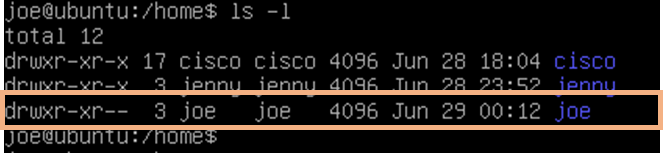 joe@ubuntu:/home$ ls -l
total 12
drwxr-xr-x 17 cisco cisco 4096 Jun 28 18:04 cisco
drwxr-xr-x  3 jenny jenny 4096 Jun 28 23:52 jenny
drwxr-xr--  3 joe   joe   4096 Jun 29 00:12 joe
joe@ubuntu:/home$